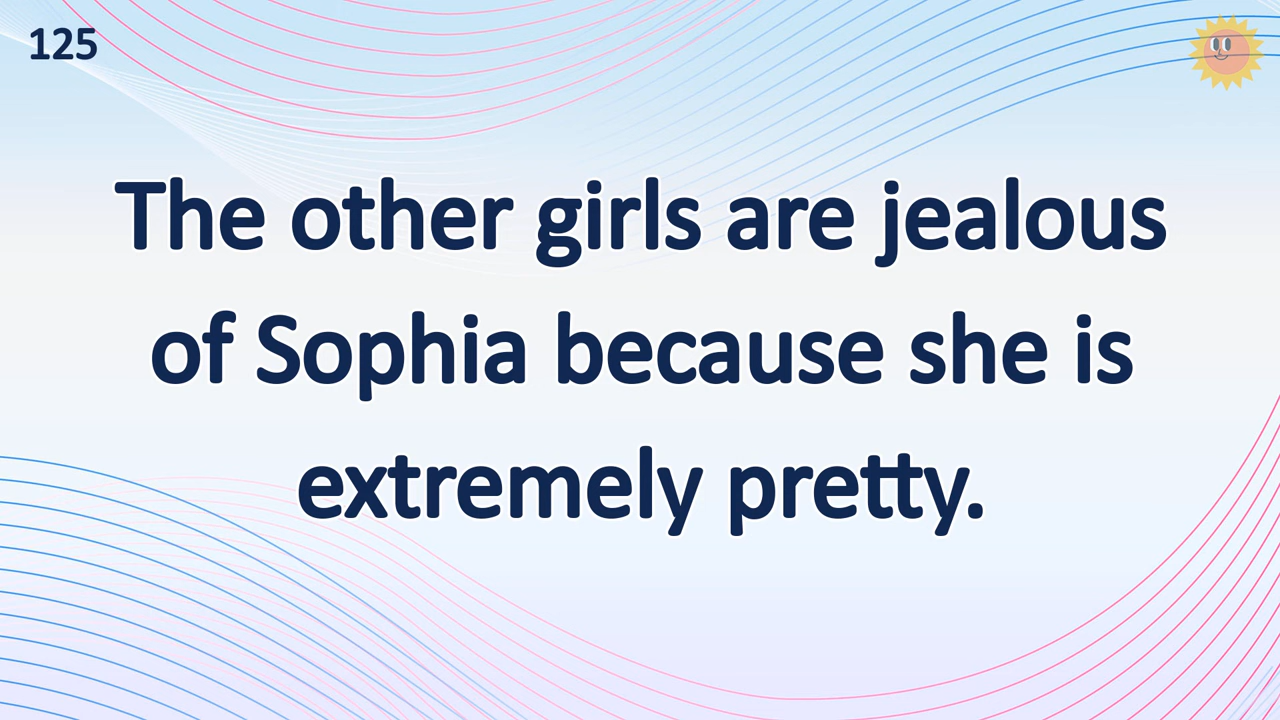 125
The other girls are jealous
of Sophia because she is
extremely pretty.